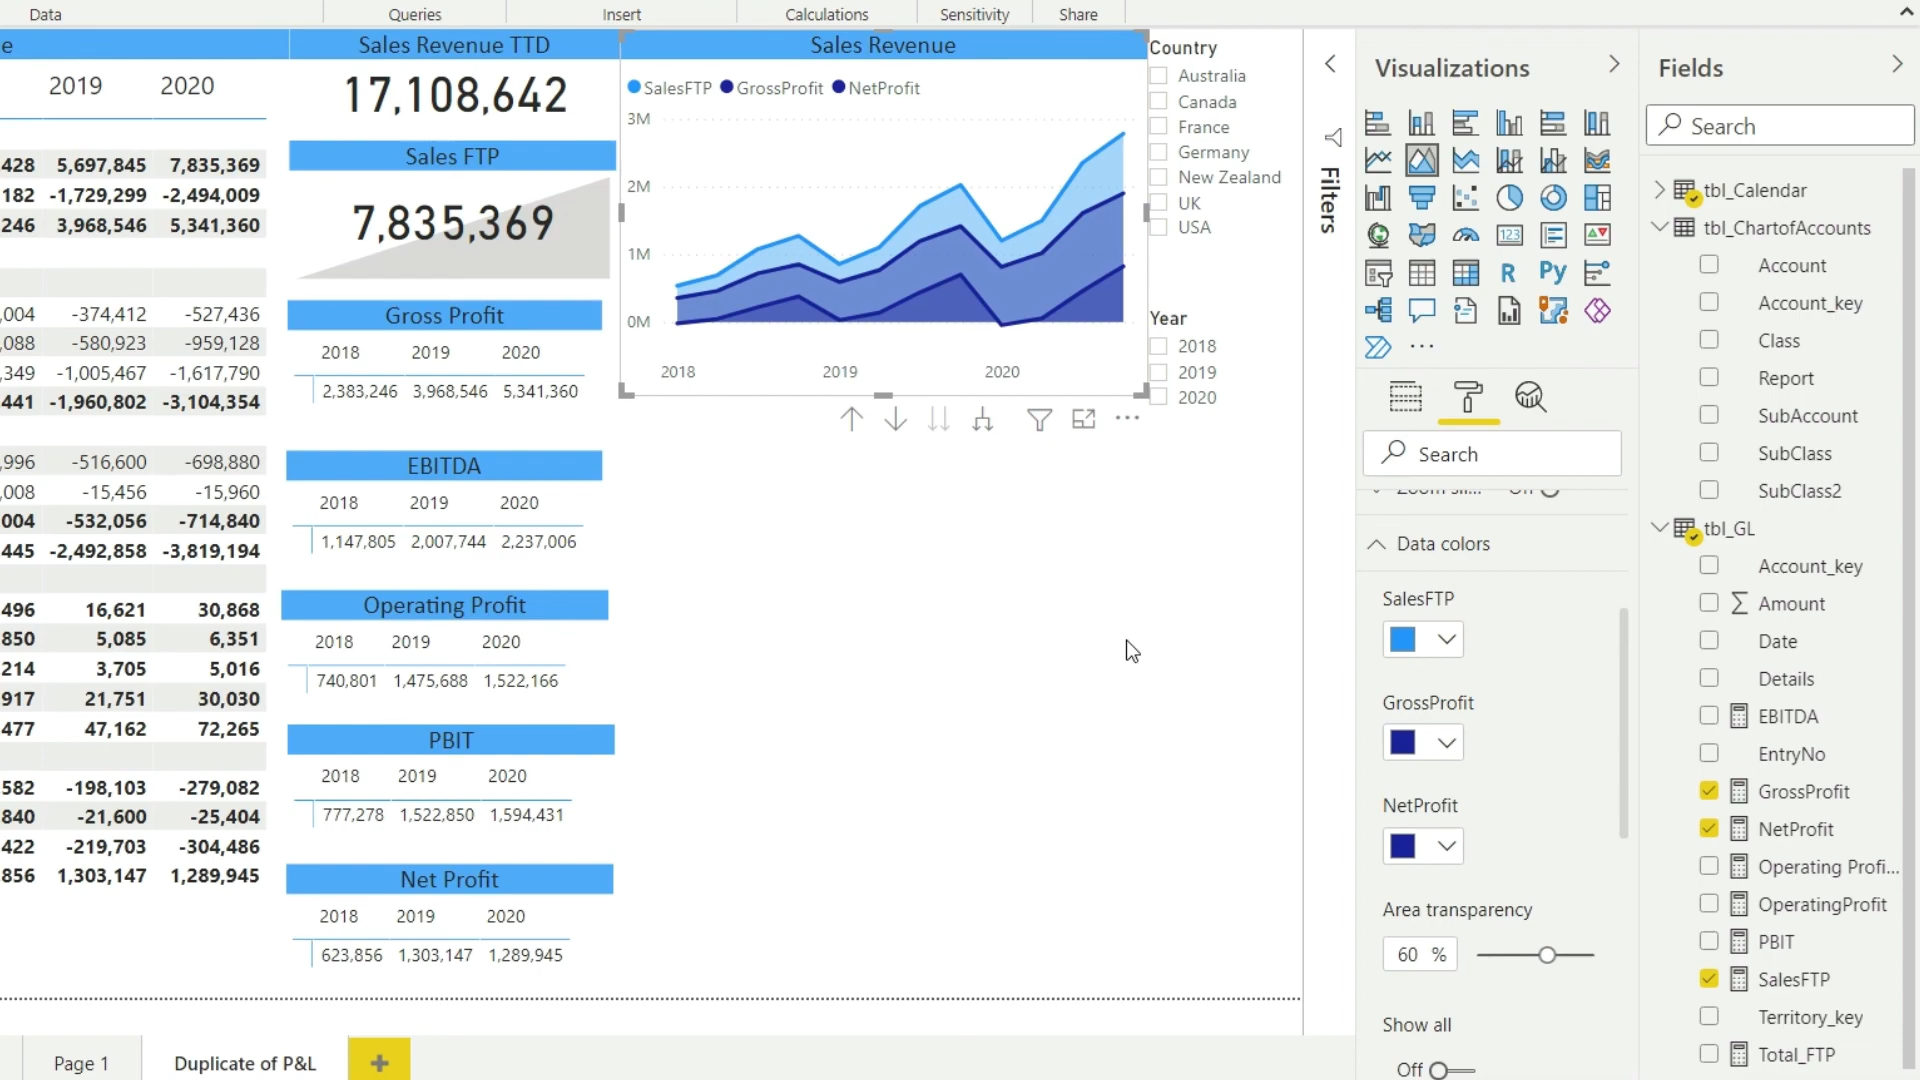 Data Queries Insert Calculations Sensitivity Share
e
2019 2020
428 5,697,845 7,835,369
182 -1,729,299 -2,494,009
246 3,968,546 5,341,360
,004 -374,412 -527,436
,088 -580,923 -959,128
,349 -1,005,467 -1,617,790
,441 -1,960,802 -3,104,354
,996 -516,600 -698,880
,008 -15,456 -15,960
,004 -532,056 -714,840
,445 -2,492,858 -3,819,194
496 16,621 30,868
850 5,085 6,351
214 3,705 5,016
917 21,751 30,030
477 47,162 72,265
582 -198,103 -279,082
840 -21,600 -25,404
422 -219,703 -304,486
856 1,303,147 1,289,945
Sales Revenue TTD
17,108,642
Sales FTP
7,835,369
Gross Profit
2018 2019 2020
2,383,246 3,968,546 5,341,360
EBITDA
2018 2019 2020
1,147,805 2,007,744 2,237,006
Operating Profit
2018 2019 2020
740,801 1,475,688 1,522,166
PBIT
2018 2019 2020
777,278 1,522,850 1,594,431
Net Profit
2018 2019 2020
623,856 1,303,147 1,289,945
Sales Revenue
SalesFTP GrossProfit NetProfit
3M
2M
1M
0M
2018 2019 2020
Country
Australia
Canada
France
Germany
New Zealand
UK
USA
Year
2018
2019
2020
Filters
Visualizations
123
R Py
Search
Zoom sli... Off
Data colors
SalesFTP
GrossProfit
NetProfit
Area transparency
60 %
Show all
Off
Fields
Search
tbl_Calendar
tbl_ChartofAccounts
Account
Account_key
Class
Report
SubAccount
SubClass
SubClass2
tbl_GL
Account_key
Amount
Date
Details
EBITDA
EntryNo
GrossProfit
NetProfit
Operating Profi...
OperatingProfit
PBIT
SalesFTP
Territory_key
Total_FTP
Page 1 Duplicate of P&L +